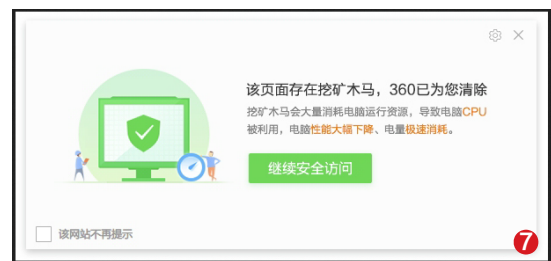 该页面存在挖矿木马，360已为您清除
挖矿木马会大量消耗电脑运行资源，导致电脑CPU
被利用，电脑性能大幅下降、电量极速消耗。
继续安全访问
该网站不再提示
7